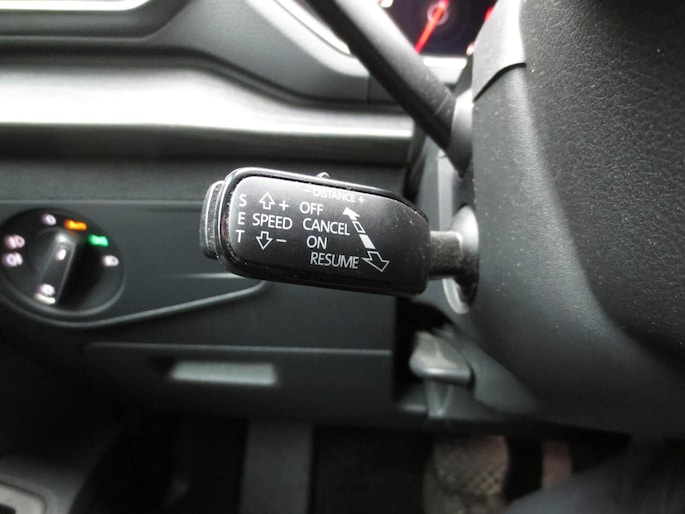 - DISTANCE +
S ⇧ + OFF
E SPEED CANCEL
T ⇩ - ON
RESUME